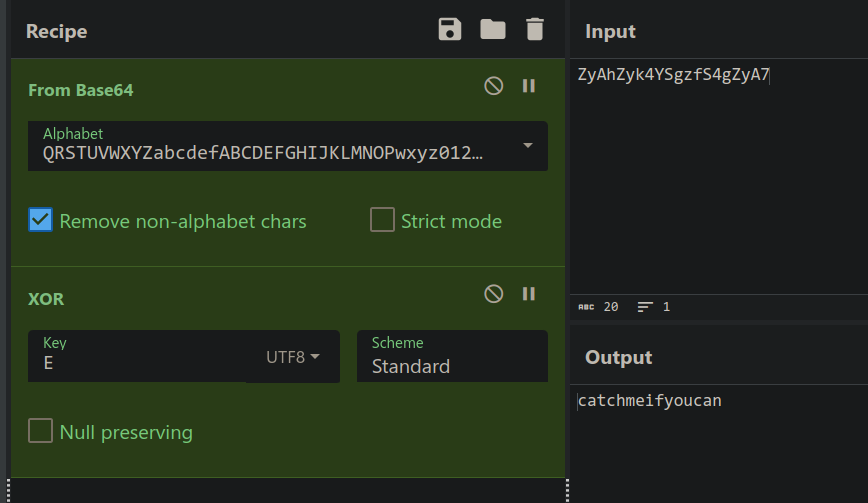 Recipe
From Base64
Alphabet
QRSTUVWXYZabcdefABCDEFGHIJKLMNOPwxyz012…
Remove non-alphabet chars
Strict mode
XOR
Key
E
UTF8
Scheme
Standard
Null preserving
Input
ZyAhZyk4YSgzfS4gZyA7
ABC 20 1
Output
catchmeifyoucan